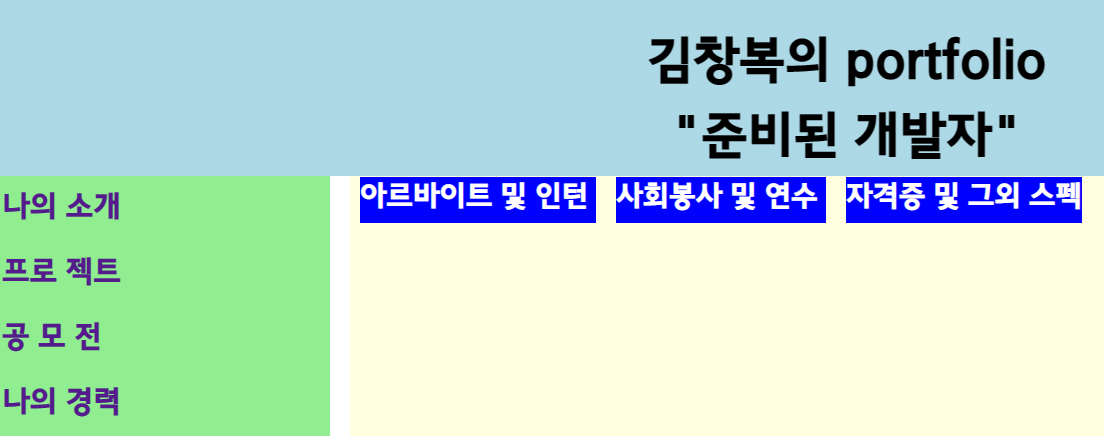 김창복의 portfolio
"준비된 개발자"
나의 소개
프로 젝트
공 모 전
나의 경력
아르바이트 및 인턴
사회봉사 및 연수
자격증 및 그외 스펙